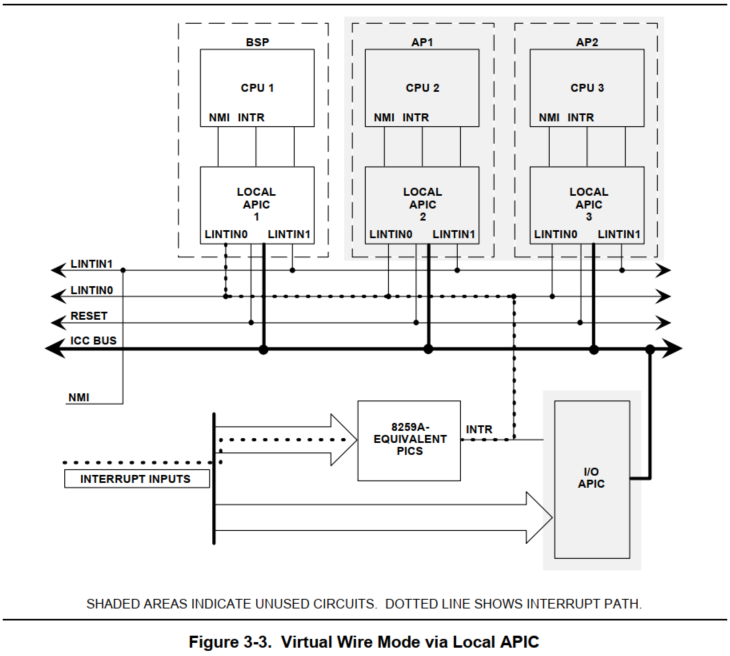 BSP
AP1
AP2
CPU 1
CPU 2
CPU 3
NMI INTR
NMI INTR
NMI INTR
LOCAL
APIC
1
LOCAL
APIC
2
LOCAL
APIC
3
LINTIN0 LINTIN1
LINTIN0 LINTIN1
LINTIN0 LINTIN1
LINTIN1
LINTIN0
RESET
ICC BUS
NMI
8259A-
EQUIVALENT
PICS
INTR
INTERRUPT INPUTS
I/O
APIC
SHADED AREAS INDICATE UNUSED CIRCUITS. DOTTED LINE SHOWS INTERRUPT PATH.
Figure 3-3. Virtual Wire Mode via Local APIC